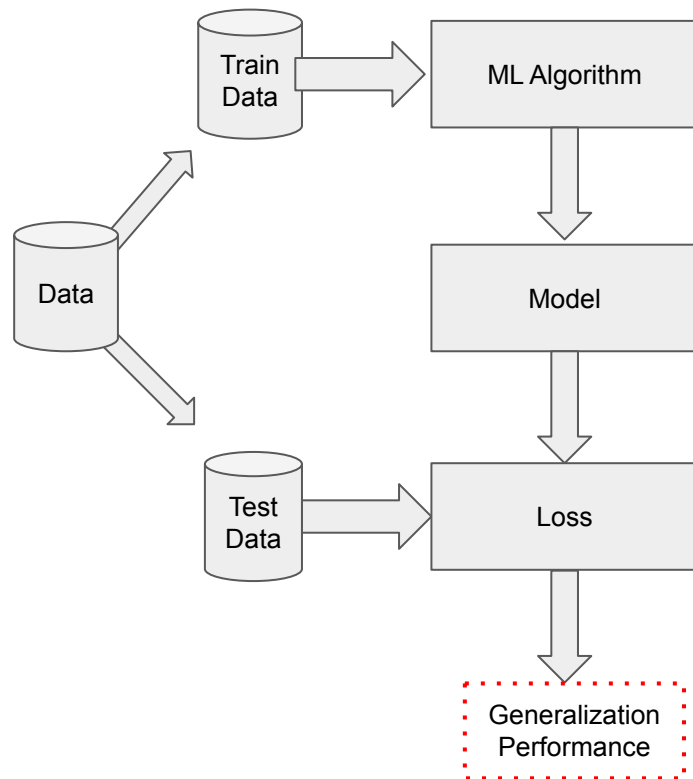 Train
Data
ML Algorithm
Data
Model
Test
Data
Loss
Generalization
Performance